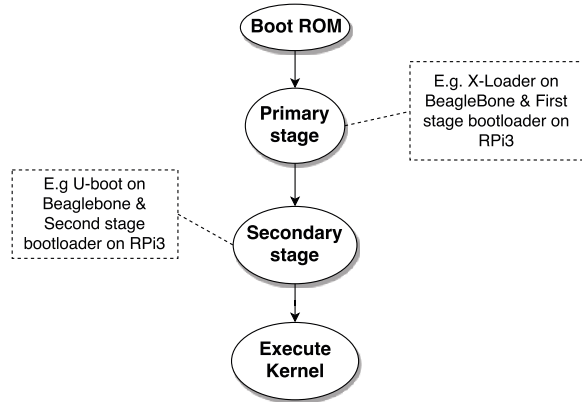 Boot ROM
E.g. X-Loader on
BeagleBone & First
stage bootloader on
RPi3
Primary
stage
E.g U-boot on
Beaglebone &
Second stage
bootloader on RPi3
Secondary
stage
Execute
Kernel